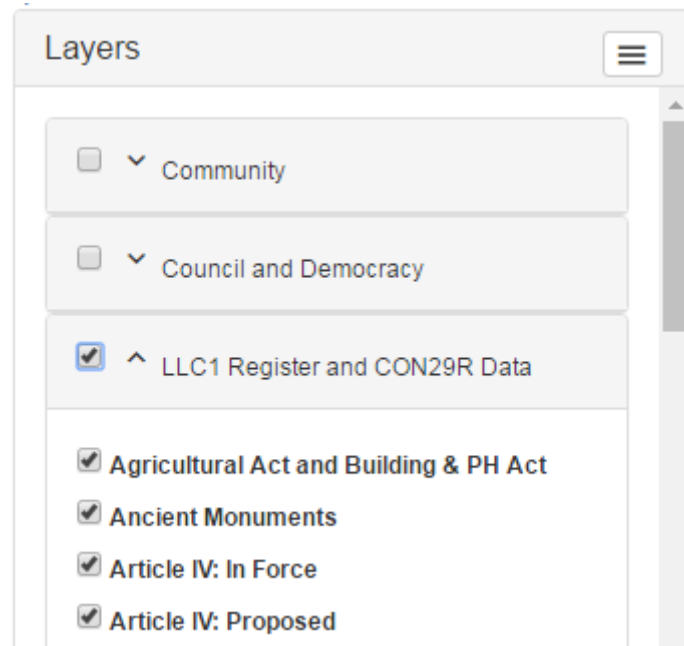 Layers
Community
Council and Democracy
LLC1 Register and CON29R Data
Agricultural Act and Building & PH Act
Ancient Monuments
Article IV: In Force
Article IV: Proposed